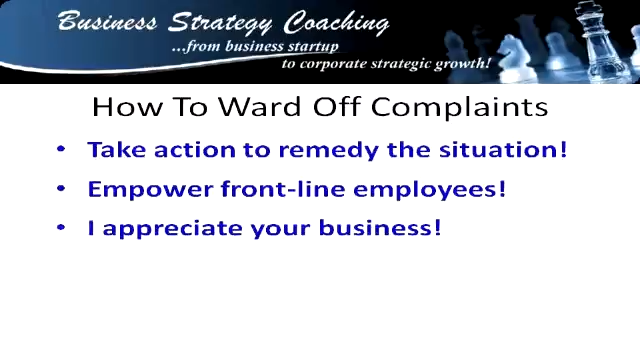 Business Strategy Coaching
...from business startup
to corporate strategic growth!
How To Ward Off Complaints
• Take action to remedy the situation!
• Empower front-line employees!
• I appreciate your business!